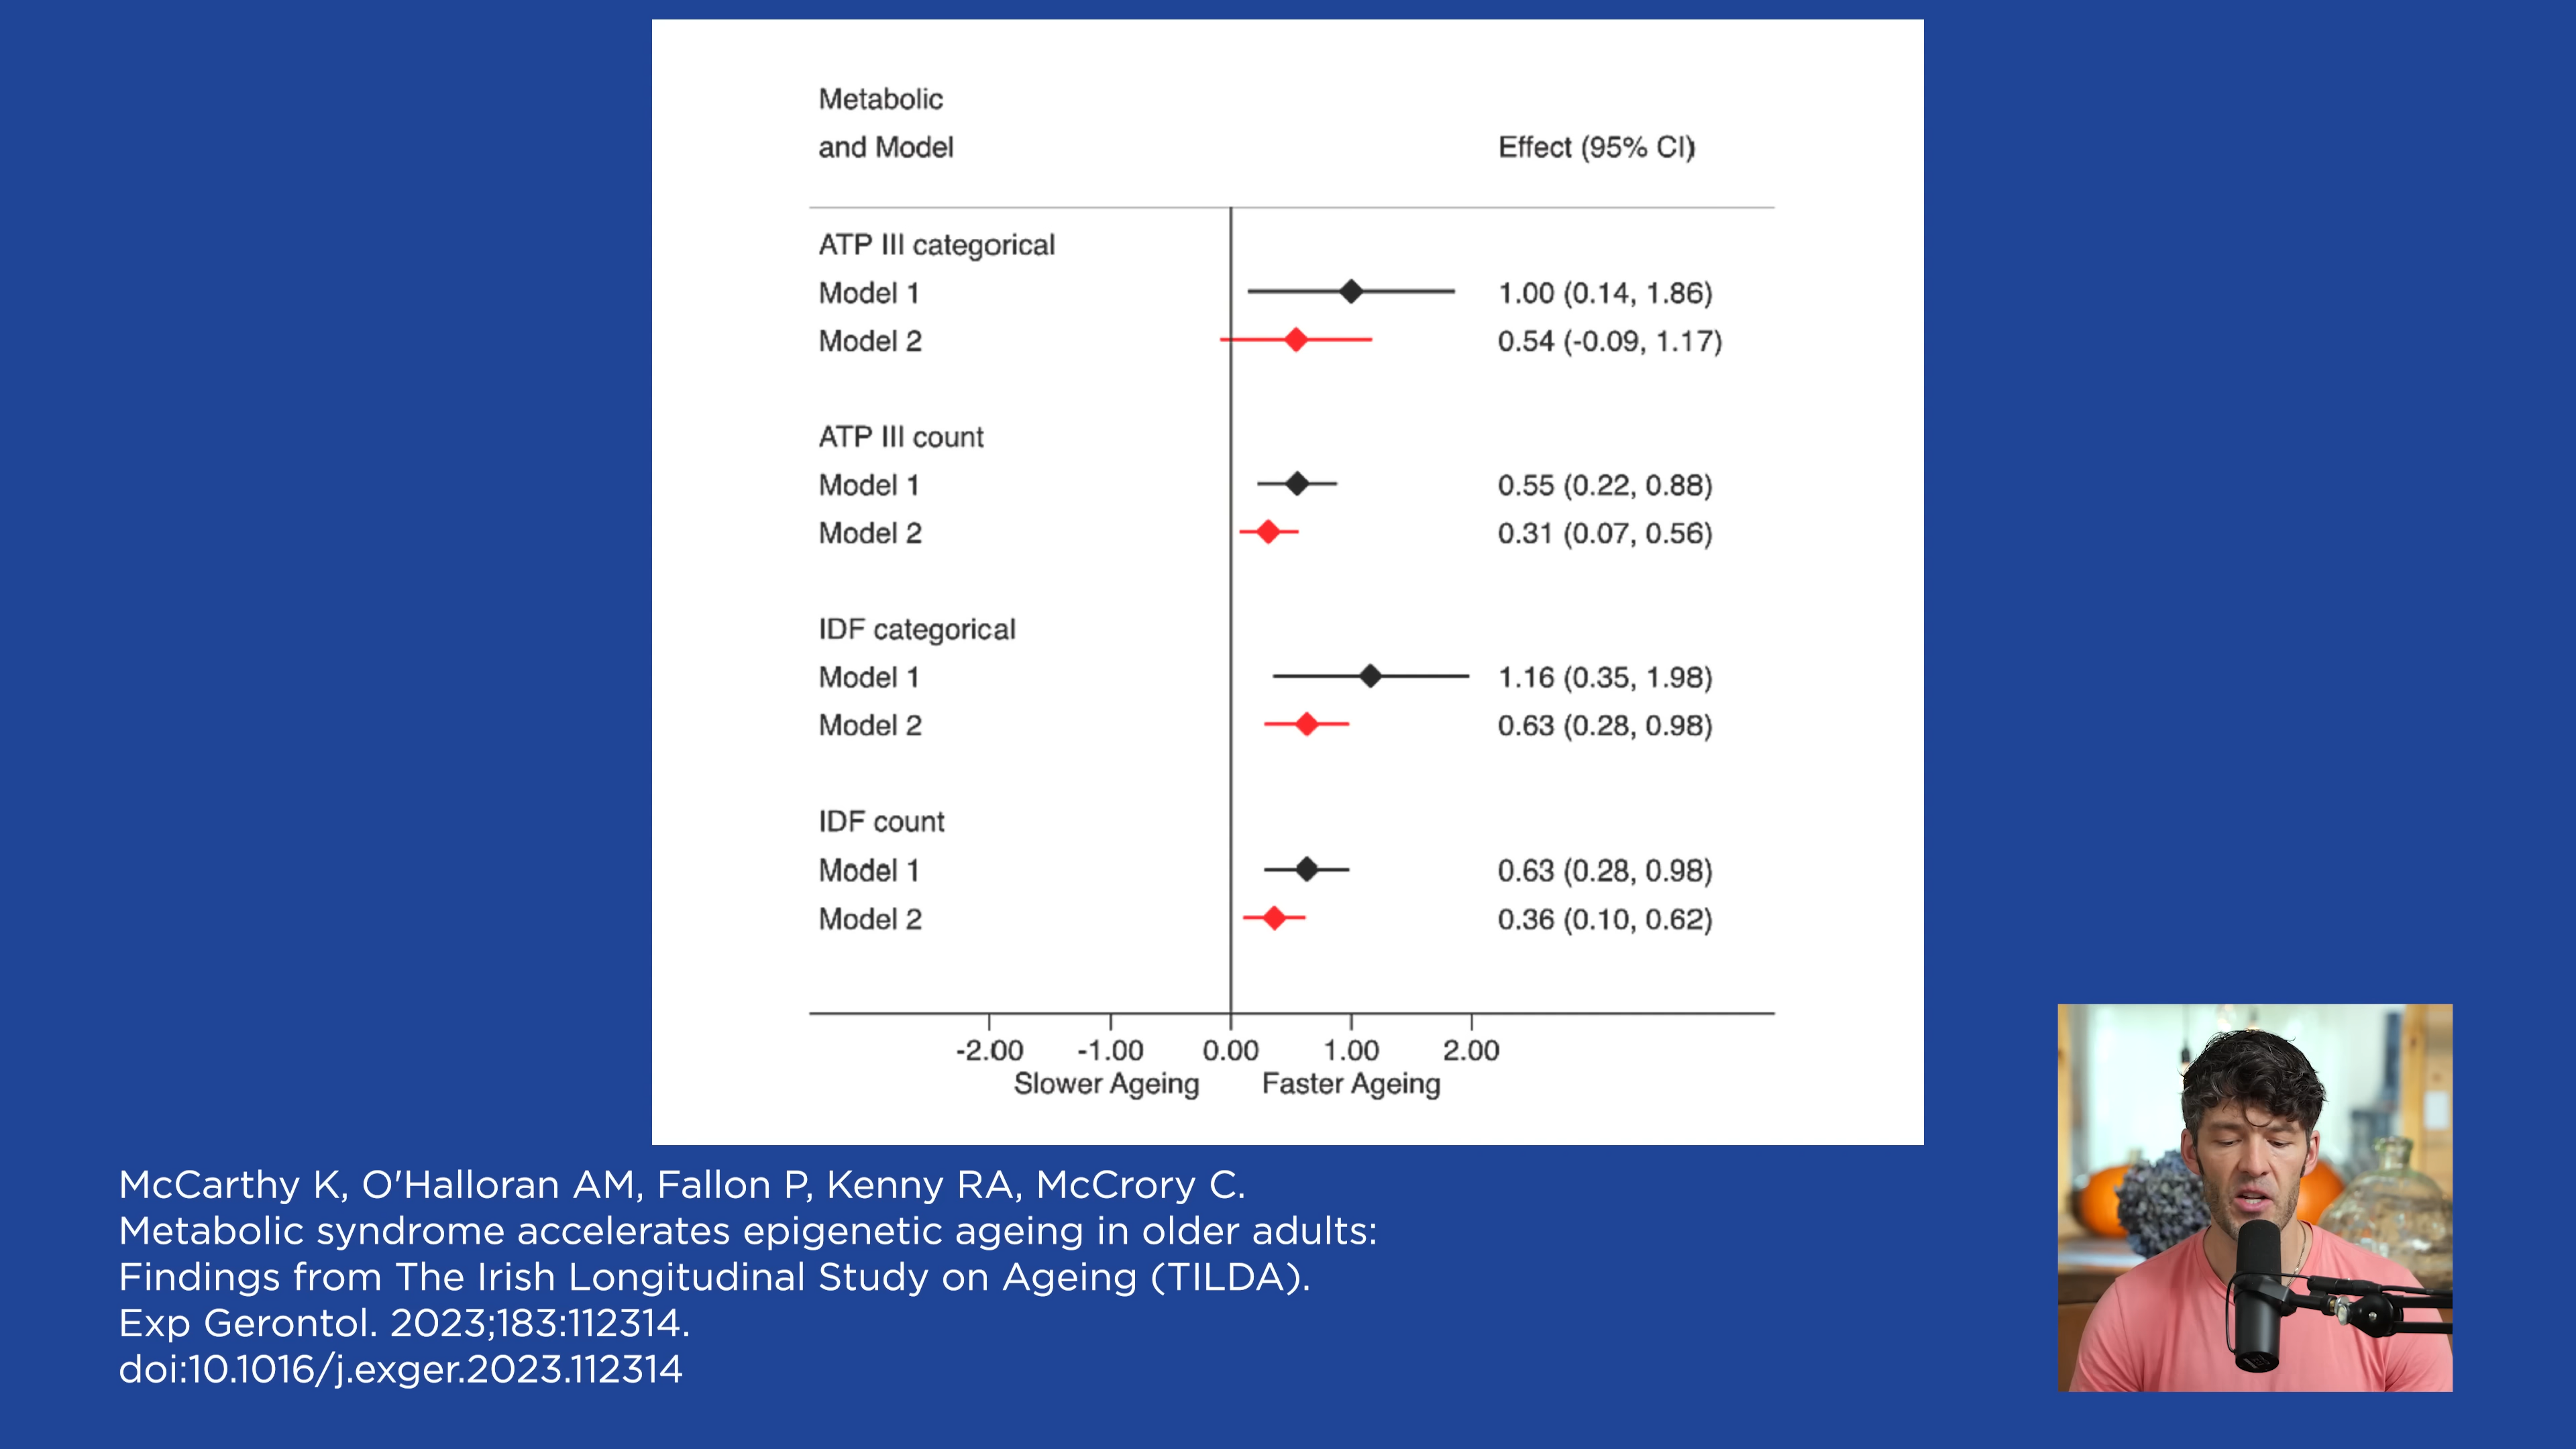 Metabolic
and Model
Effect (95% CI)
ATP III categorical
Model 1 1.00 (0.14, 1.86)
Model 2 0.54 (-0.09, 1.17)
ATP III count
Model 1 0.55 (0.22, 0.88)
Model 2 0.31 (0.07, 0.56)
IDF categorical
Model 1 1.16 (0.35, 1.98)
Model 2 0.63 (0.28, 0.98)
IDF count
Model 1 0.63 (0.28, 0.98)
Model 2 0.36 (0.10, 0.62)
-2.00 -1.00 0.00 1.00 2.00
Slower Ageing Faster Ageing
McCarthy K, O'Halloran AM, Fallon P, Kenny RA, McCrory C.
Metabolic syndrome accelerates epigenetic ageing in older adults:
Findings from The Irish Longitudinal Study on Ageing (TILDA).
Exp Gerontol. 2023;183:112314.
doi:10.1016/j.exger.2023.112314